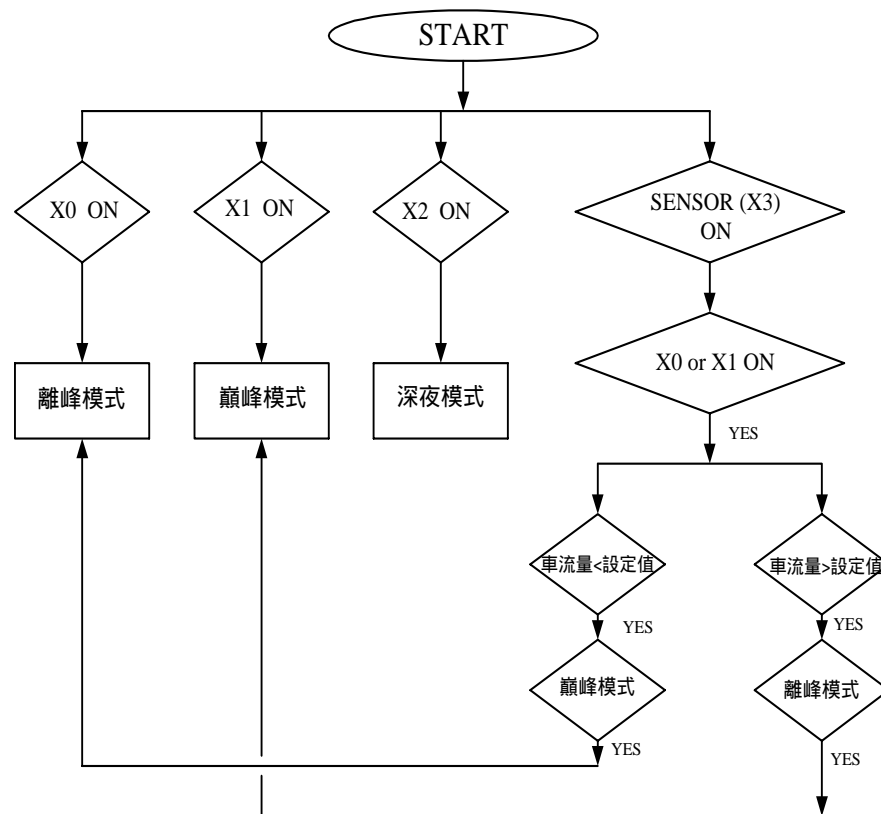 START
X0 ON
X1 ON
X2 ON
SENSOR (X3)
ON
X0 or X1 ON
離峰模式
巔峰模式
深夜模式
YES
車流量<設定值
車流量>設定值
YES
YES
巔峰模式
離峰模式
YES
YES